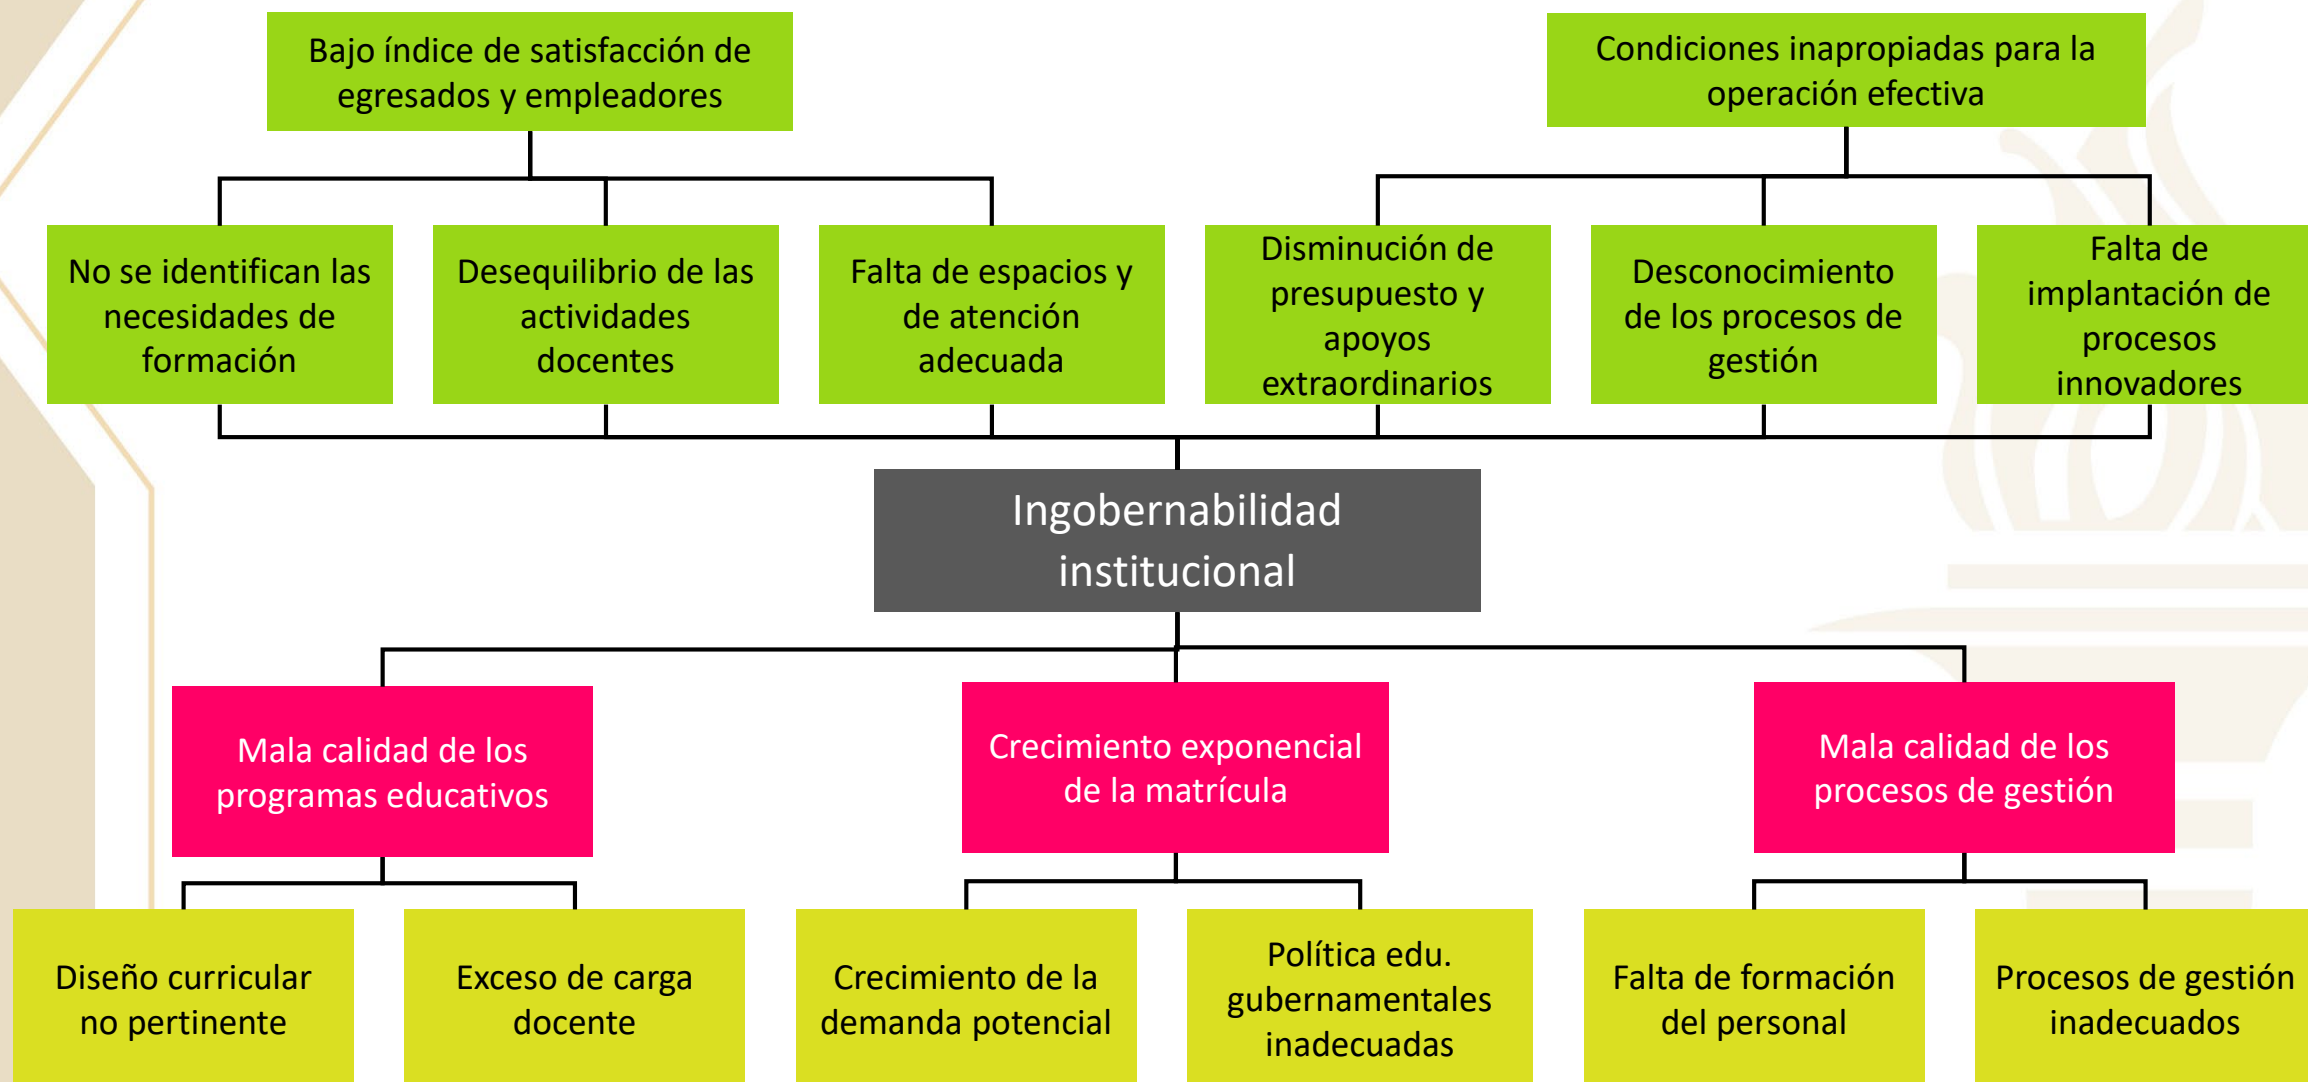 Bajo índice de satisfacción de
egresados y empleadores
Condiciones inapropiadas para la
operación efectiva
No se identifican las
necesidades de
formación
Desequilibrio de las
actividades
docentes
Falta de espacios y
de atención
adecuada
Disminución de
presupuesto y
apoyos
extraordinarios
Desconocimiento
de los procesos de
gestión
Falta de
implantación de
procesos
innovadores
Ingobernabilidad
institucional
Mala calidad de los
programas educativos
Crecimiento exponencial
de la matrícula
Mala calidad de los
procesos de gestión
Diseño curricular
no pertinente
Exceso de carga
docente
Crecimiento de la
demanda potencial
Política edu.
gubernamentales
inadecuadas
Falta de formación
del personal
Procesos de gestión
inadecuados